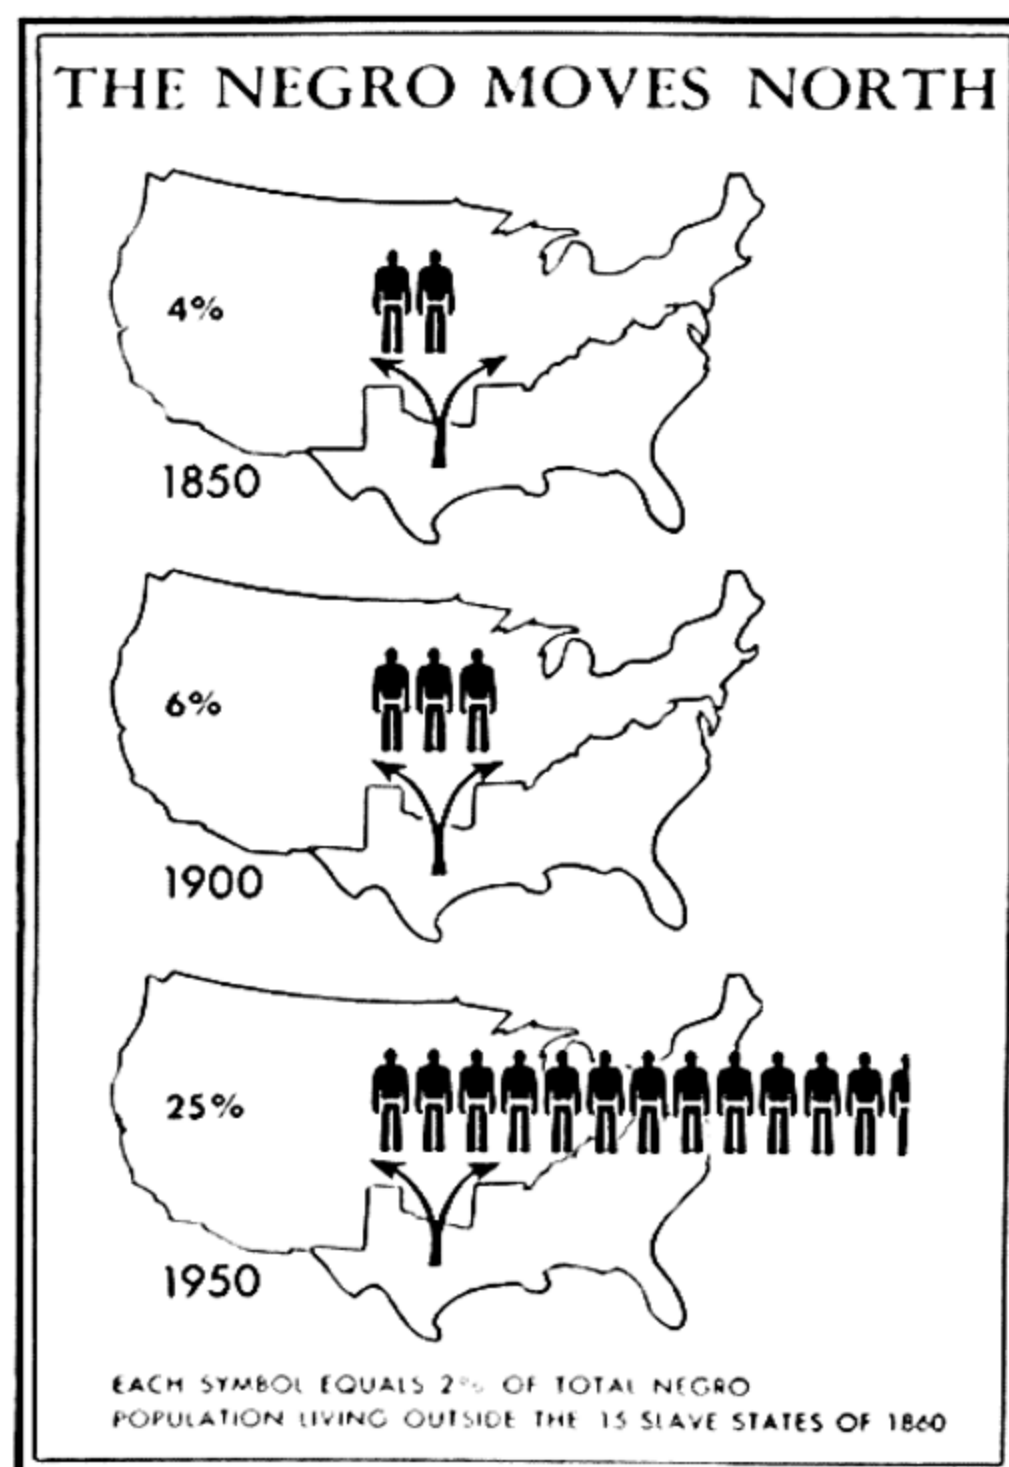 THE NEGRO MOVES NORTH
4%
1850
6%
1900
25%
1950
EACH SYMBOL EQUALS 2% OF TOTAL NEGRO
POPULATION LIVING OUTSIDE THE 15 SLAVE STATES OF 1860